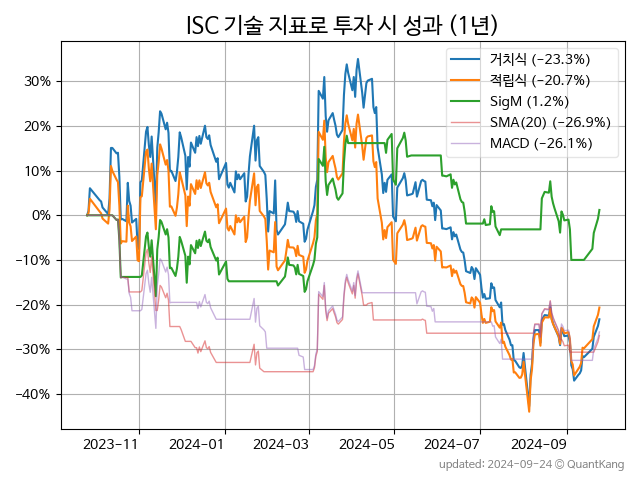 ISC 기술 지표로 투자 시 성과 (1년)
거치식 (−23.3%)
적립식 (−20.7%)
SigM (1.2%)
SMA(20) (−26.9%)
MACD (−26.1%)
30%
20%
10%
0%
−10%
−20%
−30%
−40%
2023−11 2024−01 2024−03 2024−05 2024−07 2024−09
updated: 2024−09−24 © QuantKang